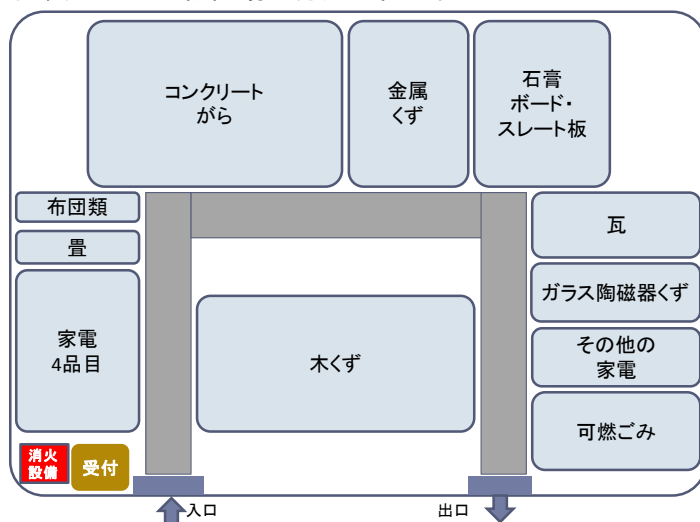 コンクリート
がら
金属
くず
石膏
ボード・
スレート板
布団類
畳
家電
4品目
木くず
瓦
ガラス陶磁器くず
その他の
家電
可燃ごみ
消火
設備
受付
入口
出口